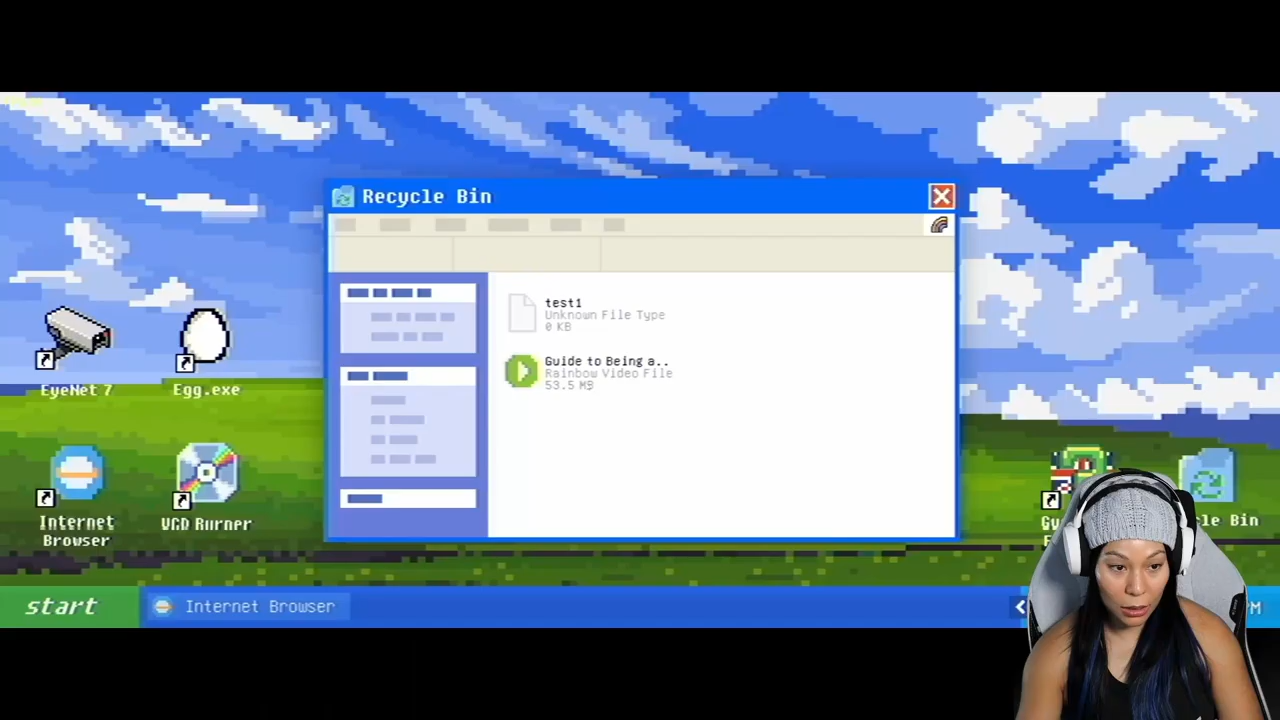 Recycle Bin
test1
Unknown File Type
0 KB
Guide to Being a..
Rainbow Video File
53.5 MB
EyeNet 7
Egg.exe
Internet
Browser
VGD Burner
le Bin
start
Internet Browser